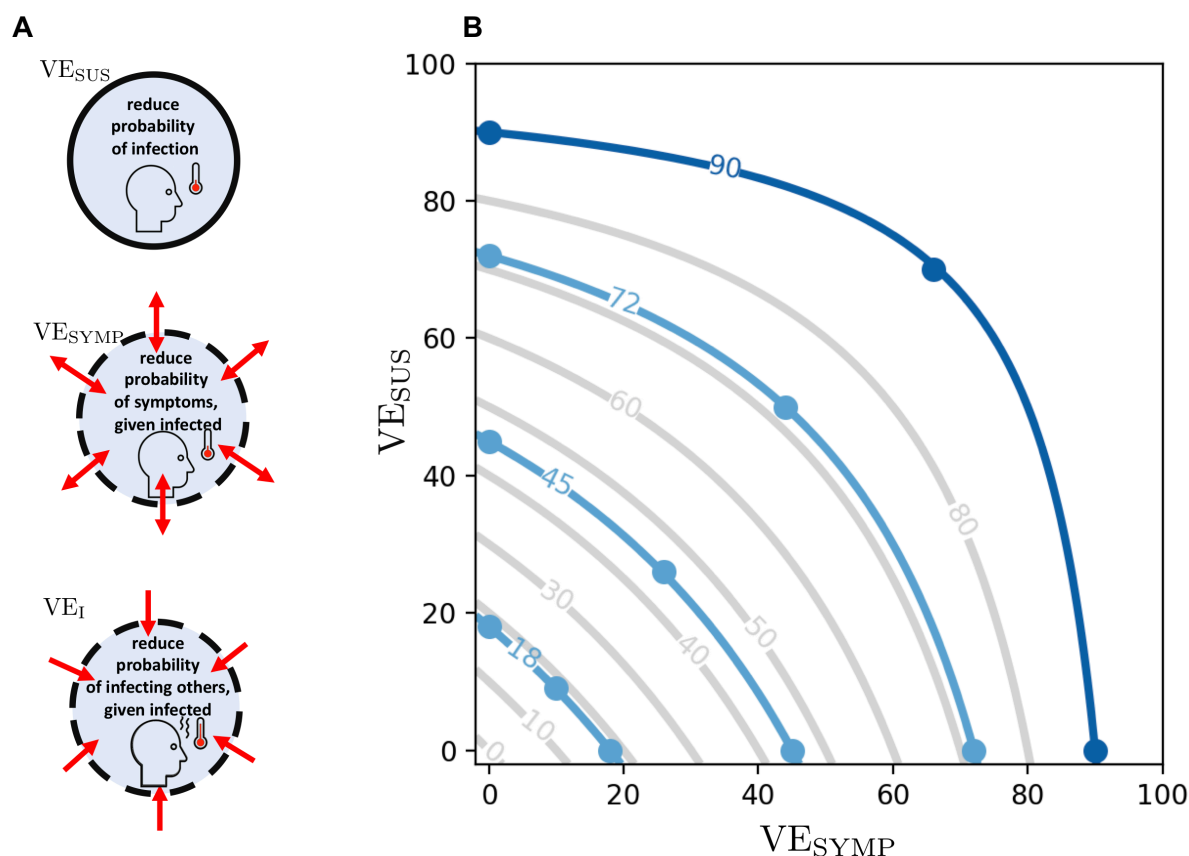 A
VE_SUS
reduce
probability
of infection
VE_SYMP
reduce
probability
of symptoms,
given infected
VE_I
reduce
probability
of infecting others,
given infected
B
100
80
60
40
20
0
VE_SUS
90
72
60
80
45
30
50
40
18
10
0
0
20
40
60
80
100
VE_SYMP